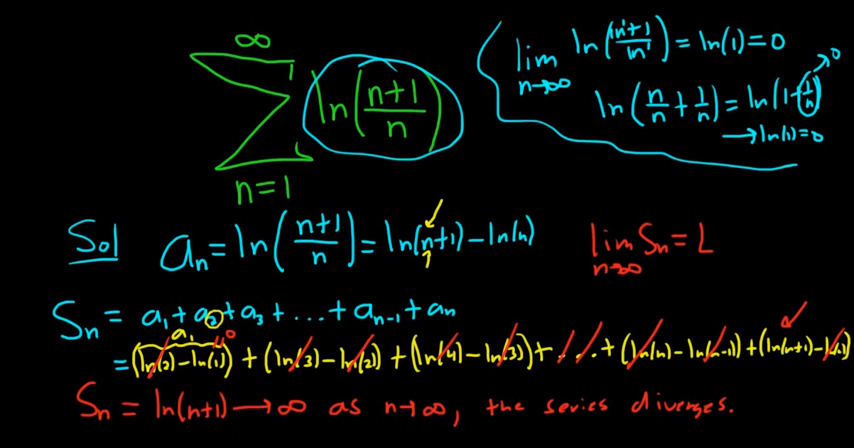 ∞
∑ ln((n+1)/n)
n=1
lim n→∞ ln((n+1)/n) = ln(1) = 0
ln(n/n + 1/n) = ln(1+1/n) → 0
→ ln(1) = 0
Sol aₙ = ln((n+1)/n) = ln(n+1) - ln(n)
lim n→∞ Sₙ = L
Sₙ = a₁ + a₂ + a₃ + ... + aₙ₋₁ + aₙ
a₁ 0
= (ln(2) - ln(1)) + (ln(3) - ln(2)) + (ln(4) - ln(3)) + ... + (ln(n) - ln(n-1)) + (ln(n+1) - ln(n))
Sₙ = ln(n+1) → ∞ as n→∞, the series diverges.